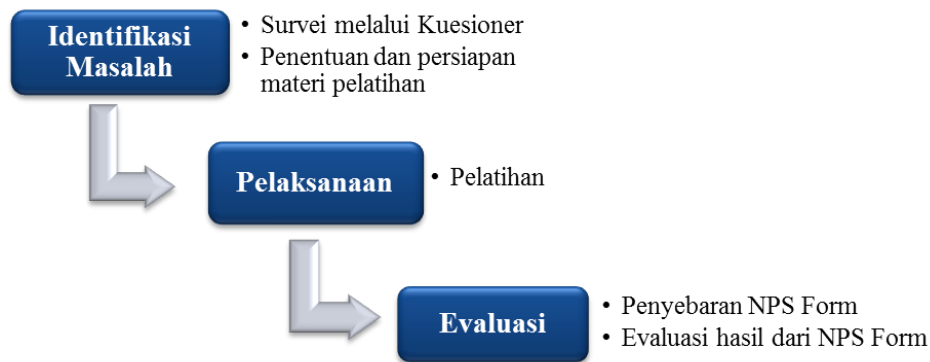 Identifikasi
Masalah
• Survei melalui Kuesioner
• Penentuan dan persiapan
materi pelatihan
Pelaksanaan
• Pelatihan
Evaluasi
• Penyebaran NPS Form
• Evaluasi hasil dari NPS Form